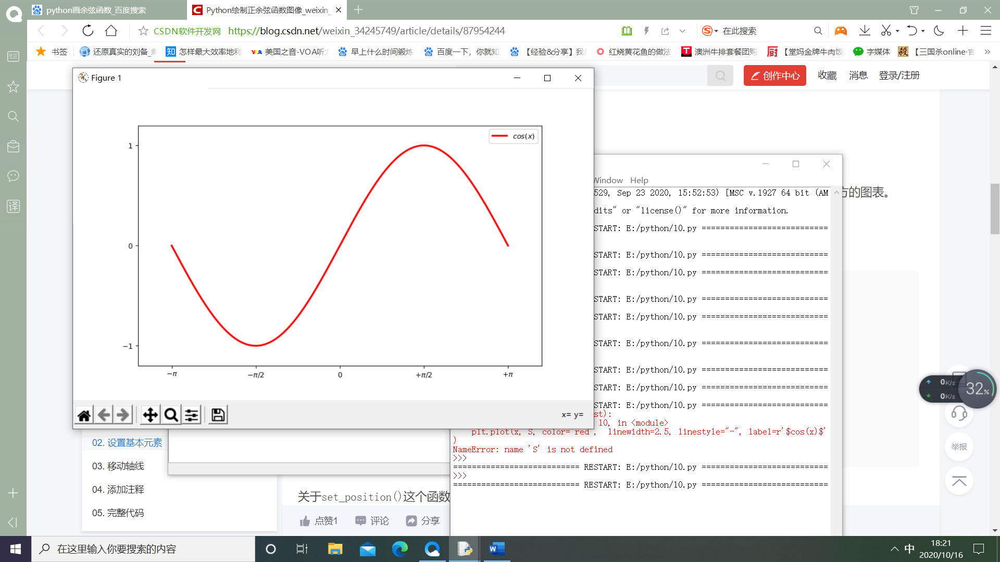 python画余弦函数_百度搜索
Python绘制正余弦函数图像_weixin_
CSDN软件开发网 https://blog.csdn.net/weixin_34245749/article/details/87954244
在此搜索
书签 还原真实的刘备_ 怎样最大效率地利 美国之音-VOA听 早上什么时间锻炼 百度一下，你就知 【经验&分享】我 红烧黄花鱼的做法 澳洲牛排套餐团购 【堂妈金牌牛肉饭 字媒体 【三国杀online·官
创作中心 收藏 消息 登录/注册
Figure 1
cos(x)
1
0
−1
−π −π/2 0 +π/2 +π
x= y=
Window Help
529, Sep 23 2020, 15:52:53) [MSC v.1927 64 bit (AM
dits" or "license()" for more information.
START: E:/python/10.py ===========================
START: E:/python/10.py ===========================
START: E:/python/10.py ===========================
START: E:/python/10.py ===========================
START: E:/python/10.py ===========================
START: E:/python/10.py ===========================
START: E:/python/10.py ===========================
START: E:/python/10.py ===========================
START: E:/python/10.py ===========================
st):
10, in <module>
plt.plot(x, S, color="red", linewidth=2.5, linestyle="-", label=r'$cos(x)$'
)
NameError: name 'S' is not defined
>>>
=========================== RESTART: E:/python/10.py ===========================
>>>
=========================== RESTART: E:/python/10.py ===========================
方的图表。
02. 设置基本元素
03. 移动轴线
04. 添加注释
05. 完整代码
关于set_position()这个函数
点赞1 评论 分享
0K/s
0K/s
32%
举报
译
在这里输入你要搜索的内容
中
18:21
2020/10/16